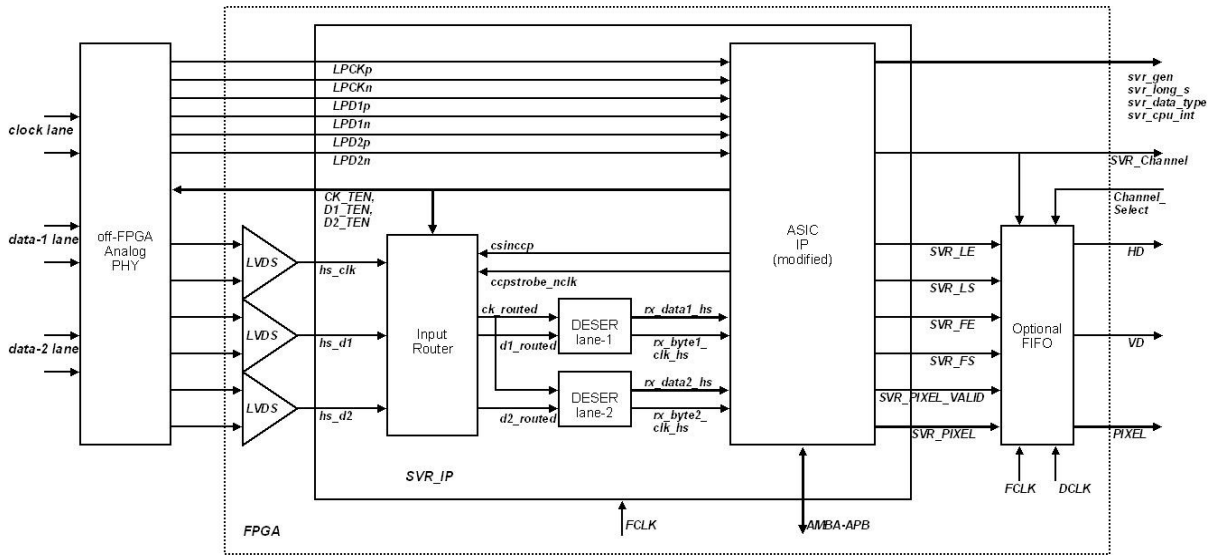 LPCKp
LPCKn
LPD1p
LPD1n
LPD2p
LPD2n
clock lane
data-1 lane
data-2 lane
off-FPGA
Analog
PHY
CK_TEN,
D1_TEN,
D2_TEN
LVDS
hs_clk
LVDS
hs_d1
LVDS
hs_d2
Input
Router
csinccp
ccpstrobe_nclk
ck_routed
d1_routed
d2_routed
DESER
lane-1
DESER
lane-2
rx_data1_hs
rx_byte1_
clk_hs
rx_data2_hs
rx_byte2_
clk_hs
ASIC
IP
(modified)
svr_gen
svr_long_s
svr_data_type
svr_cpu_int
SVR_Channel
Channel_
Select
SVR_LE
SVR_LS
SVR_FE
SVR_FS
SVR_PIXEL_VALID
SVR_PIXEL
Optional
FIFO
HD
VD
PIXEL
FCLK
DCLK
SVR_IP
FPGA
FCLK
AMBA-APB